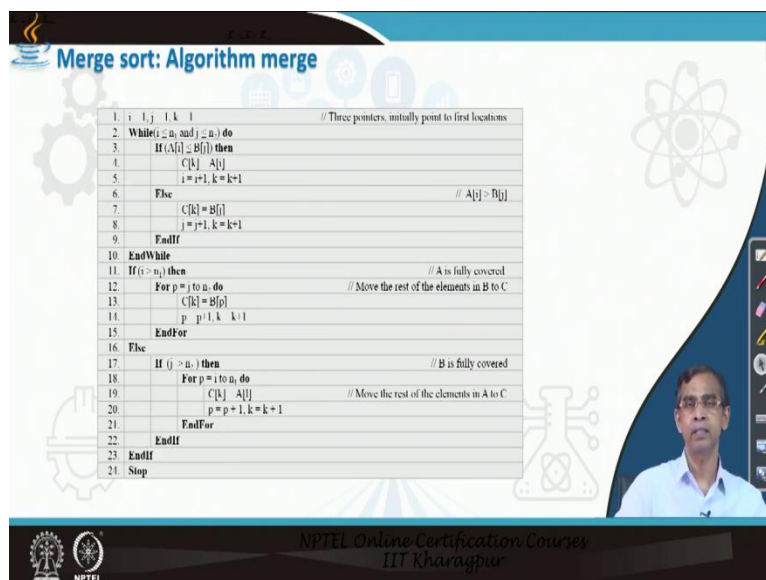 Merge sort: Algorithm merge
1. i 1, j 1, k 1 // Three pointers, initially point to first locations
2. While(i ≤ n₁ and j ≤ n₂) do
3. If (A[i] ≤ B[j]) then
4. C[k] A[i]
5. i = i+1, k = k+1
6. Else // A[i] > B[j]
7. C[k] = B[j]
8. j = j+1, k = k+1
9. EndIf
10. EndWhile
11. If (i > n₁) then // A is fully covered
12. For p = j to n₂ do // Move the rest of the elements in B to C
13. C[k] = B[p]
14. p p+1, k k+1
15. EndFor
16. Else
17. If (j > n₂) then // B is fully covered
18. For p = i to n₁ do
19. C[k] A[l] // Move the rest of the elements in A to C
20. p = p + 1, k = k + 1
21. EndFor
22. EndIf
23. EndIf
24. Stop
NPTEL Online Certification Courses
IIT Kharagpur
NPTEL